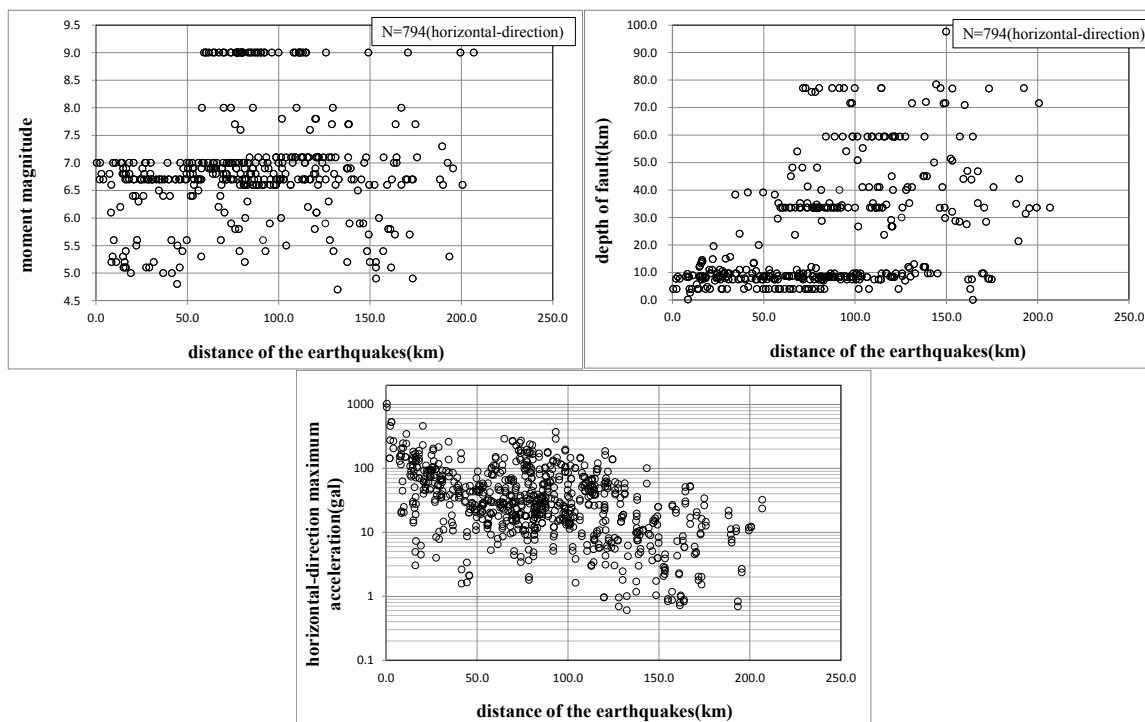 N=794(horizontal-direction)
moment magnitude
9.5
9.0
8.5
8.0
7.5
7.0
6.5
6.0
5.5
5.0
4.5
0.0 50.0 100.0 150.0 200.0 250.0
distance of the earthquakes(km)
N=794(horizontal-direction)
depth of fault(km)
100.0
90.0
80.0
70.0
60.0
50.0
40.0
30.0
20.0
10.0
0.0
0.0 50.0 100.0 150.0 200.0 250.0
distance of the earthquakes(km)
horizontal-direction maximum
acceleration(gal)
1000
100
10
1
0.1
0.0 50.0 100.0 150.0 200.0 250.0
distance of the earthquakes(km)